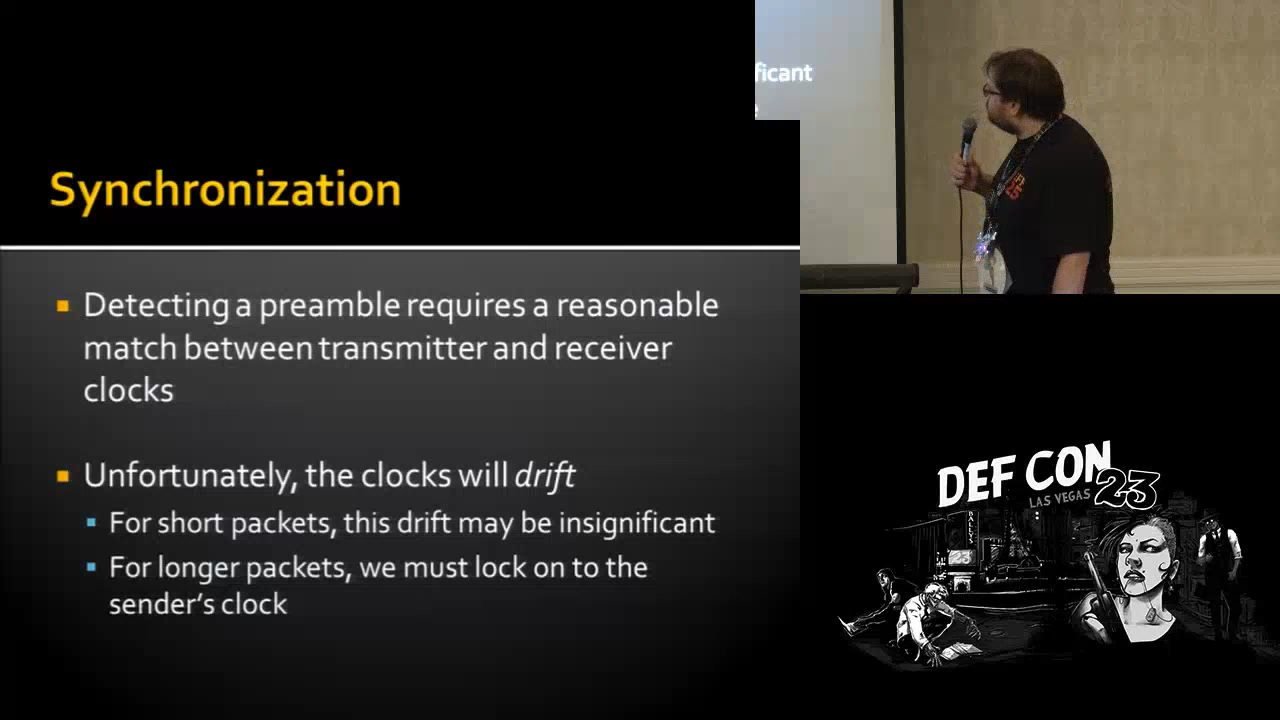 ficant
Synchronization
Detecting a preamble requires a reasonable
match between transmitter and receiver
clocks
Unfortunately, the clocks will drift
For short packets, this drift may be insignificant
For longer packets, we must lock on to the
sender's clock
DEF CON
LAS VEGAS 23